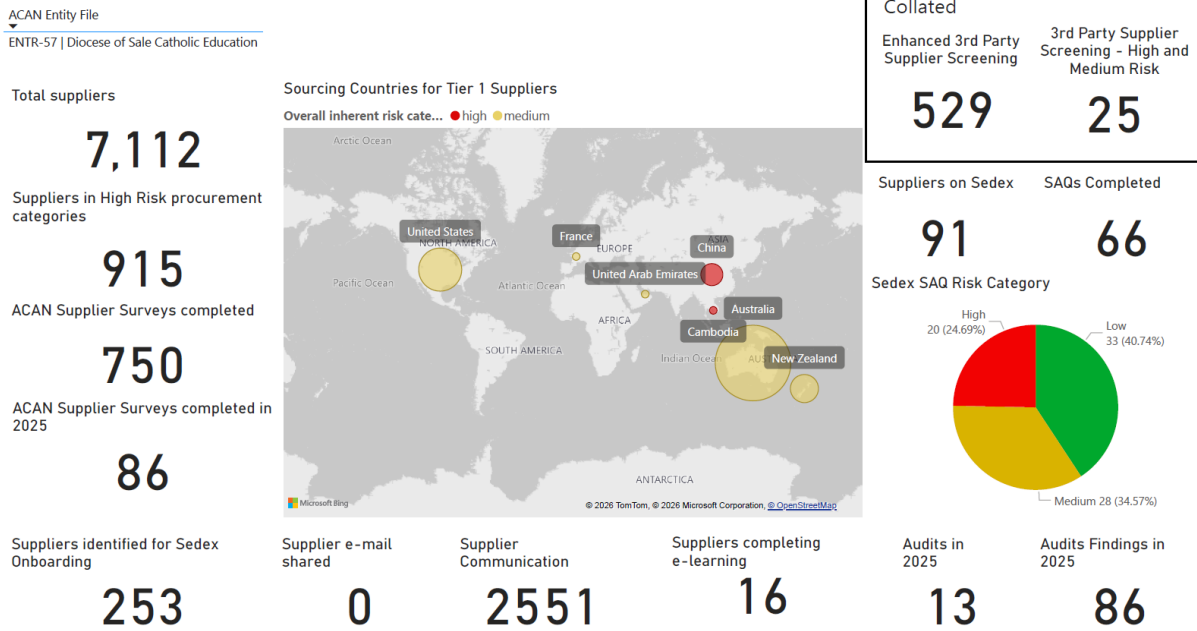 ACAN Entity File
ENTR-57 | Diocese of Sale Catholic Education
Total suppliers
7,112
Suppliers in High Risk procurement
categories
915
ACAN Supplier Surveys completed
750
ACAN Supplier Surveys completed in
2025
86
Sourcing Countries for Tier 1 Suppliers
Overall inherent risk cate... high medium
Arctic Ocean
United States
NORTH AMERICA
France
EUROPE
ASIA
China
United Arab Emirates
Pacific Ocean
Atlantic Ocean
AFRICA
Australia
Cambodia
SOUTH AMERICA
Indian Ocean
AUS
New Zealand
ANTARCTICA
Microsoft Bing
© 2026 TomTom, © 2026 Microsoft Corporation, © OpenStreetMap
Collated
Enhanced 3rd Party
Supplier Screening
529
3rd Party Supplier
Screening - High and
Medium Risk
25
Suppliers on Sedex
91
SAQs Completed
66
Sedex SAQ Risk Category
High
20 (24.69%)
Low
33 (40.74%)
Medium 28 (34.57%)
Suppliers identified for Sedex
Onboarding
253
Supplier e-mail
shared
0
Supplier
Communication
2551
Suppliers completing
e-learning
16
Audits in
2025
13
Audits Findings in
2025
86